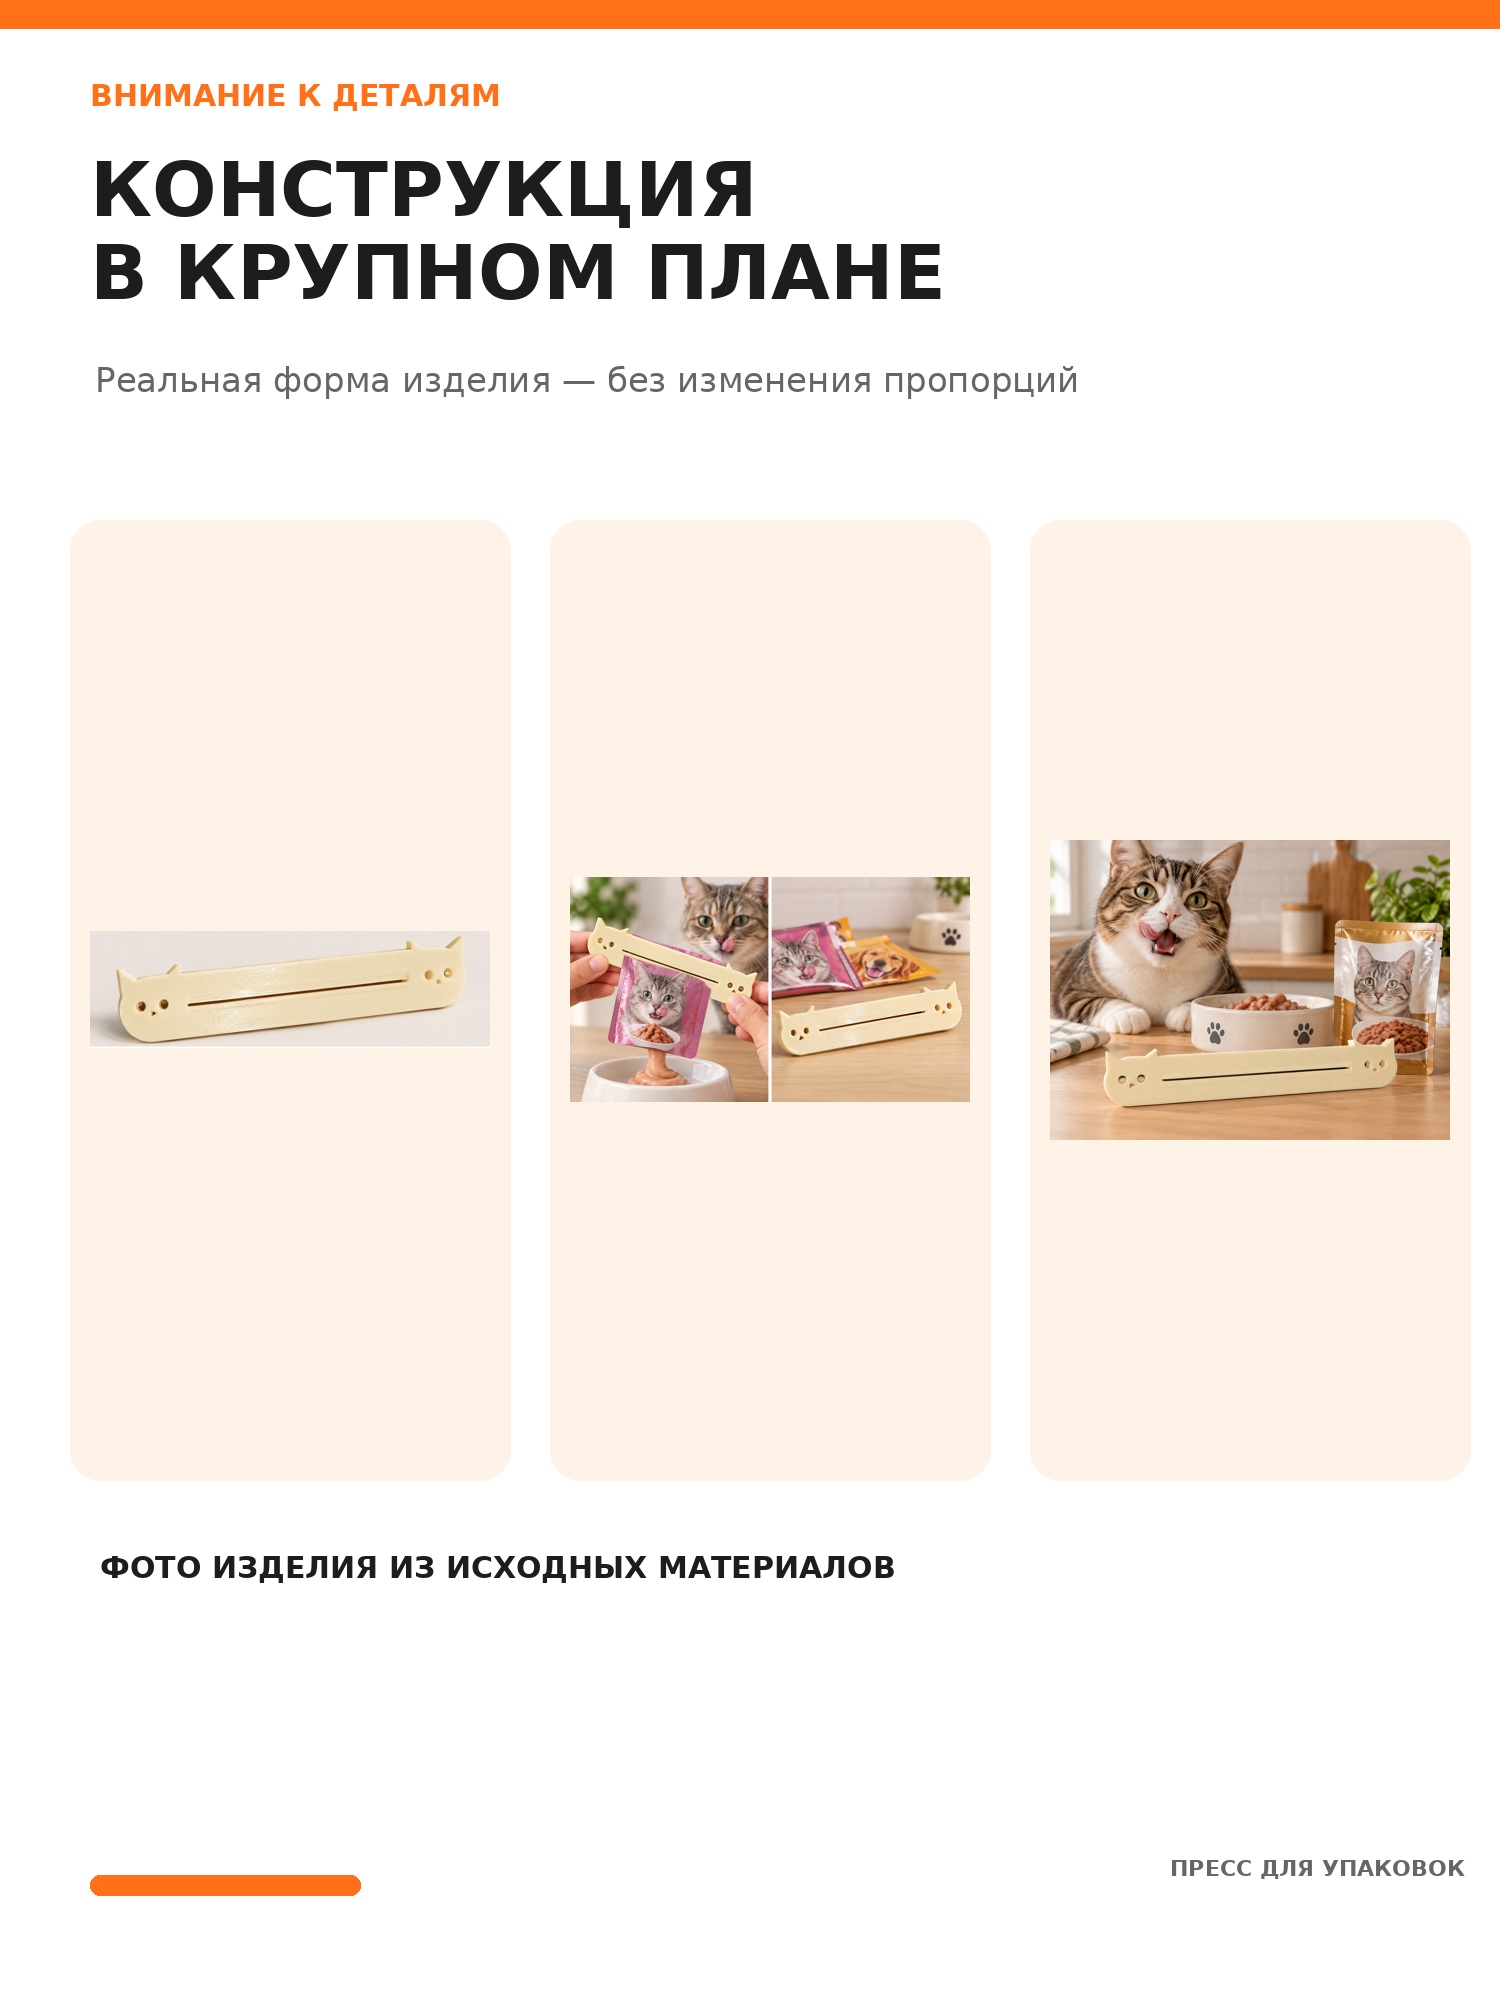 ВНИМАНИЕ К ДЕТАЛЯМ
КОНСТРУКЦИЯ
В КРУПНОМ ПЛАНЕ
Реальная форма изделия — без изменения пропорций
ФОТО ИЗДЕЛИЯ ИЗ ИСХОДНЫХ МАТЕРИАЛОВ
ПРЕСС ДЛЯ УПАКОВОК